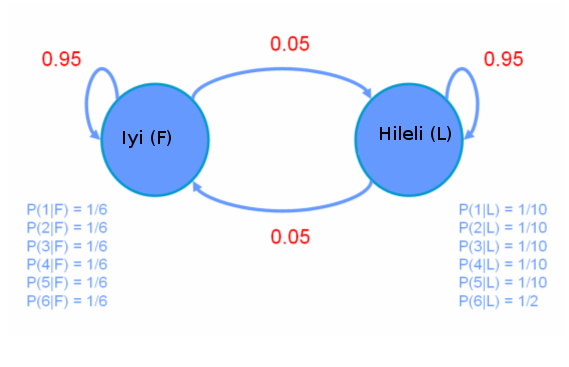 0.05
0.95
0.95
Iyi (F)
Hileli (L)
P(1|F) = 1/6
P(2|F) = 1/6
P(3|F) = 1/6
P(4|F) = 1/6
P(5|F) = 1/6
P(6|F) = 1/6
P(1|L) = 1/10
P(2|L) = 1/10
P(3|L) = 1/10
P(4|L) = 1/10
P(5|L) = 1/10
P(6|L) = 1/2
0.05